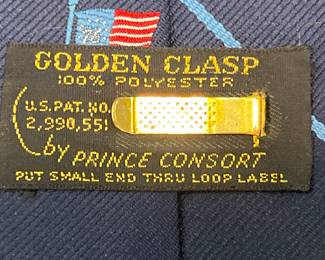 76
GOLDEN CLASP
100% POLYESTER
U.S. PAT. NO.
2,990,551
by PRINCE CONSORT
PUT SMALL END THRU LOOP LABEL